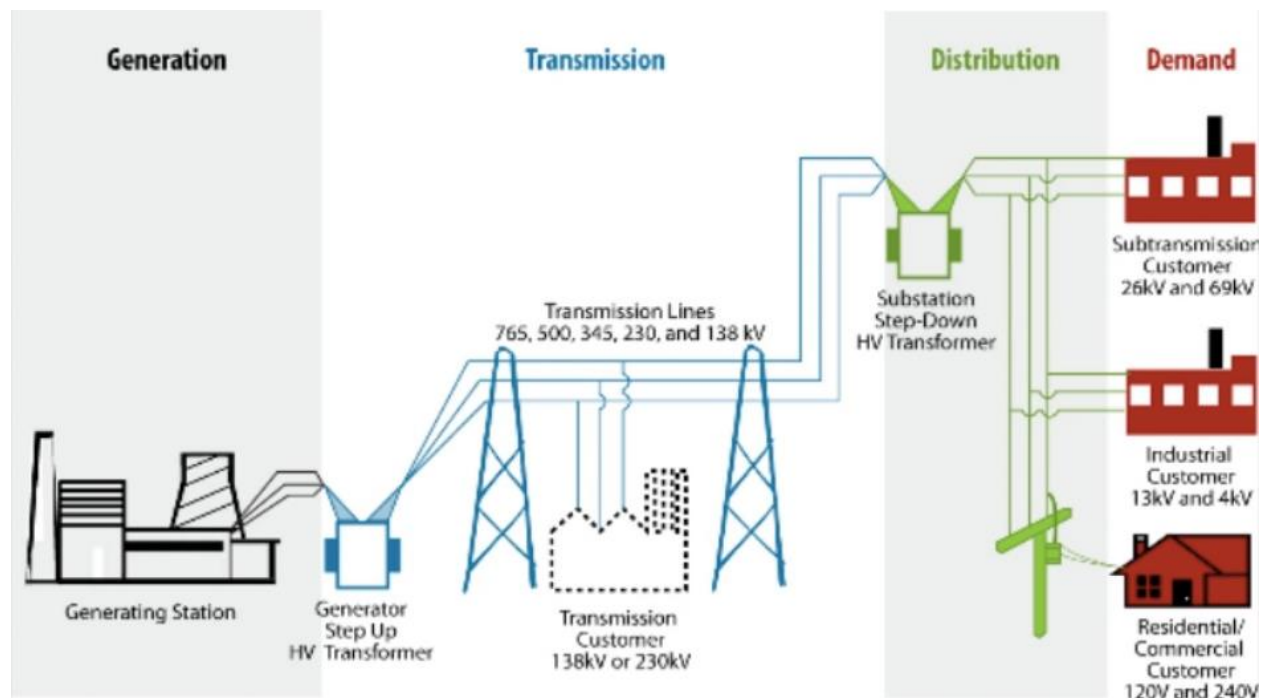 Generation
Transmission
Distribution
Demand
Subtransmission
Customer
26kV and 69kV
Substation
Step-Down
HV Transformer
Transmission Lines
765, 500, 345, 230, and 138 kV
Industrial
Customer
13kV and 4kV
Generating Station
Generator
Step Up
HV Transformer
Transmission
Customer
138kV or 230kV
Residential/
Commercial
Customer
120V and 240V